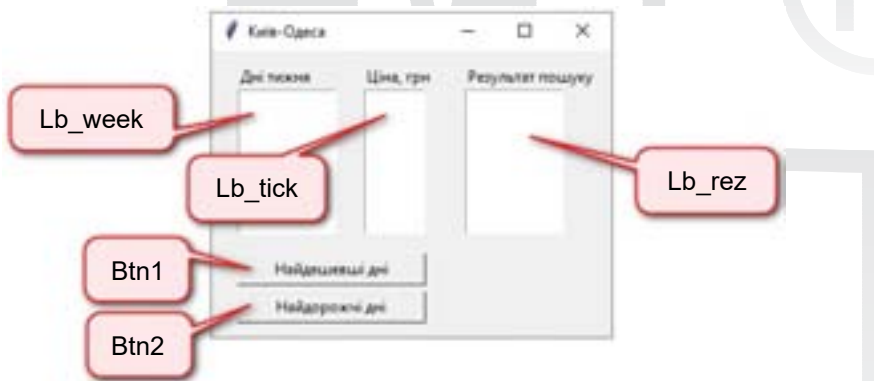 Київ-Одеса
Дні тижня Ціна, грн Результат пошуку
Lb_week
Lb_tick
Lb_rez
Btn1
Найдешевші дні
Найдорожчі дні
Btn2